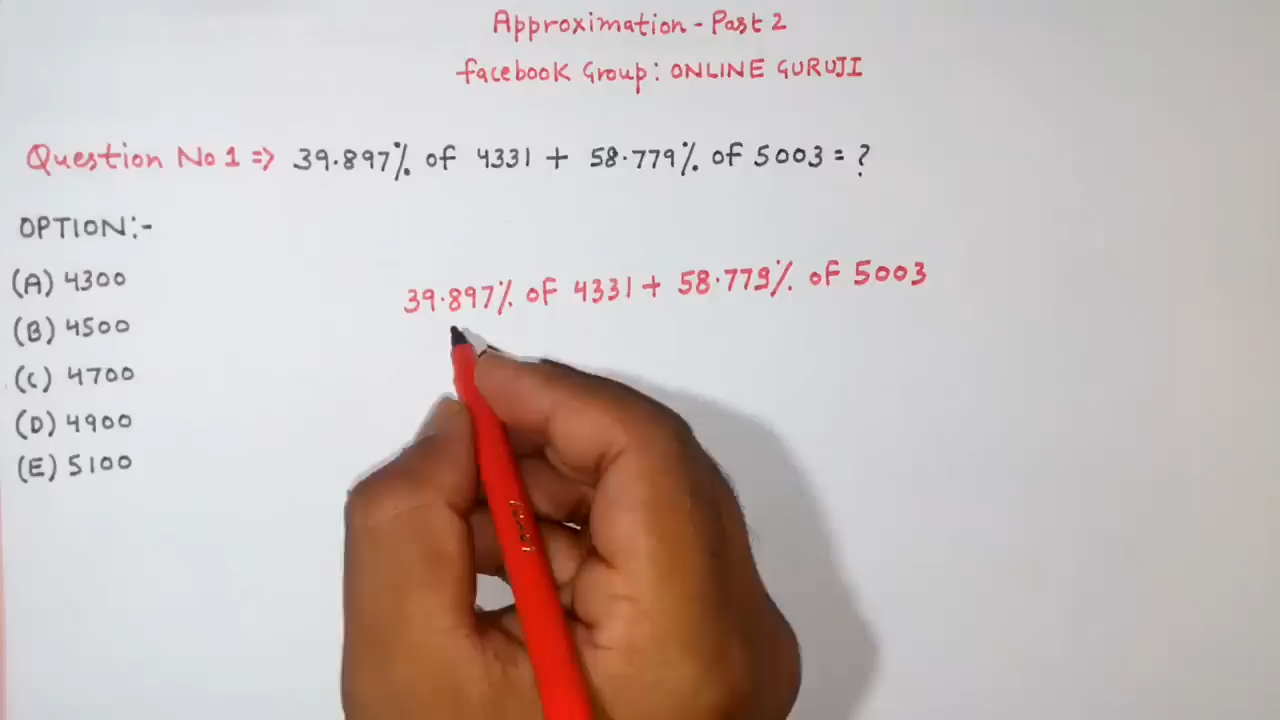 Approximation - Part 2
facebook Group: ONLINE GURUJI
Question No 1 => 39.897% of 4331 + 58.779% of 5003 = ?
OPTION:-
(A) 4300
(B) 4500
(C) 4700
(D) 4900
(E) 5100
39.897% of 4331 + 58.779% of 5003